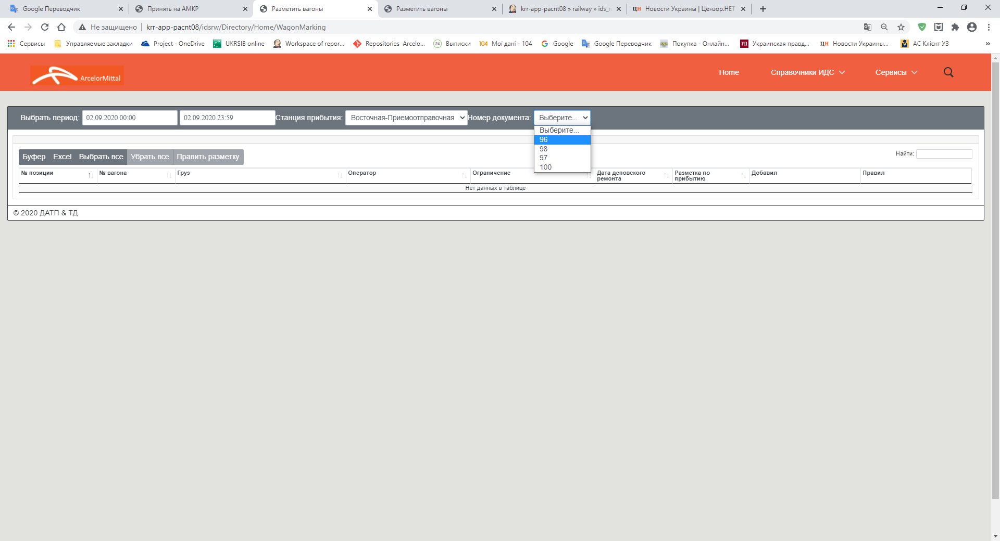 Google Переводчик
Принять на АМКР
Разметить вагоны
Разметить вагоны
krr-app-pacnt08 » railway » ids_
ЦН Новости Украины | Цензор.НЕТ
Не защищено krr-app-pacnt08/idsrw/Directory/Home/WagonMarking
Сервисы
Управляемые закладки
Project - OneDrive
UKRSIB online
Workspace of repor...
Repositories Arcelo...
24 Выписки
104 Мої дані - 104
Google
Google Переводчик
Покупка - Онлайн...
УП Украинская правд...
ЦН Новости Украины...
АС Клієнт УЗ
»
ArcelorMittal
Home
Справочники ИДС
Сервисы
Выбрать период: 02.09.2020 00:00 02.09.2020 23:59 Станция прибытия: Восточная-Приемоотправочная Номер документа: Выберите...
Выберите...
96
98
97
100
Буфер Excel Выбрать все Убрать все Править разметку
Найти:
№ позиции
№ вагона
Груз
Оператор
Ограничение
Дата деповского
ремонта
Разметка по
прибытию
Добавил
Правил
Нет данных в таблице
© 2020 ДАТП & ТД